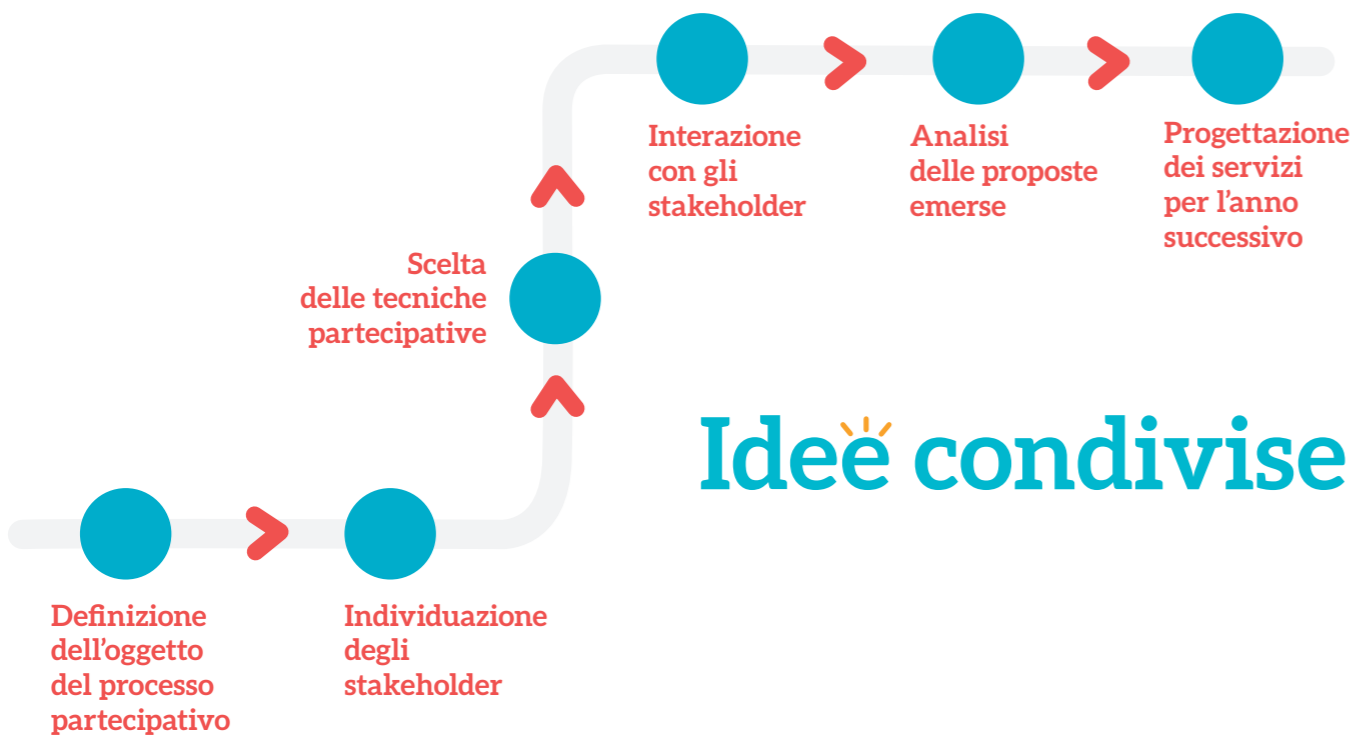 Definizione
dell’oggetto
del processo
partecipativo
Individuazione
degli
stakeholder
Scelta
delle tecniche
partecipative
Interazione
con gli
stakeholder
Analisi
delle proposte
emerse
Progettazione
dei servizi
per l’anno
successivo
Idee condivise